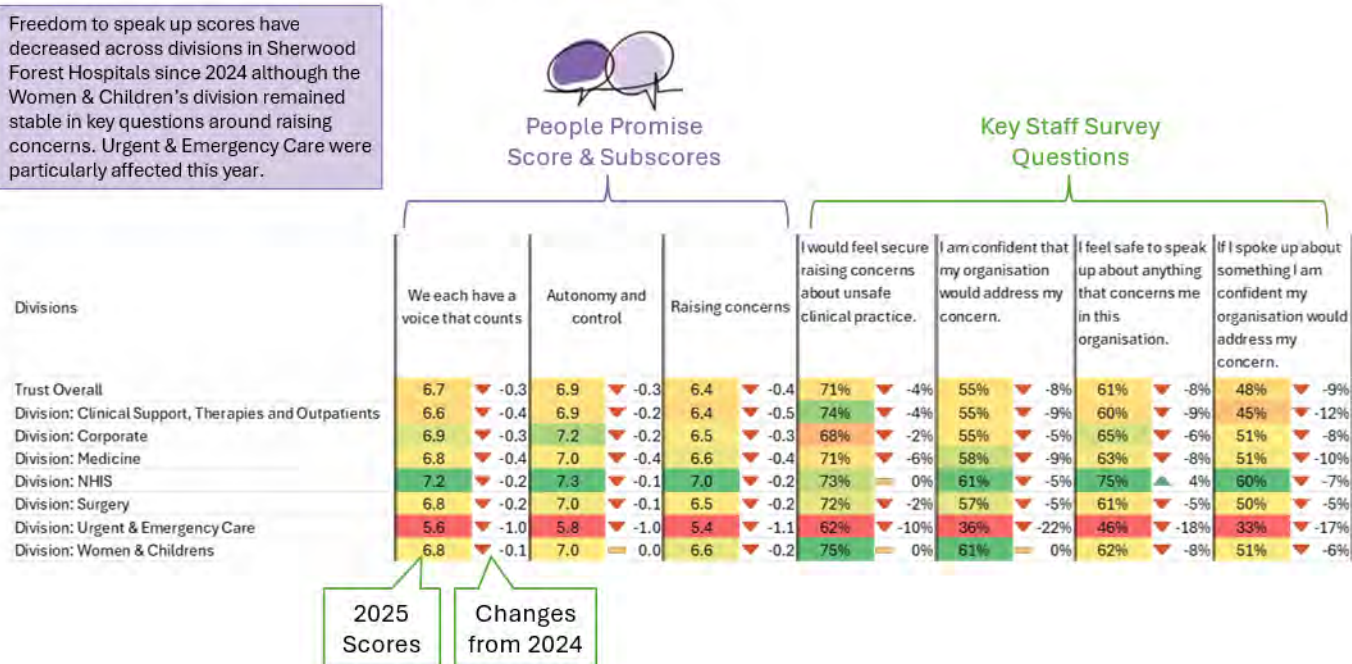 Freedom to speak up scores have
decreased across divisions in Sherwood
Forest Hospitals since 2024 although the
Women & Children's division remained
stable in key questions around raising
concerns. Urgent & Emergency Care were
particularly affected this year.
People Promise
Score & Subscores
Key Staff Survey
Questions
Divisions
We each have a
voice that counts
Autonomy and
control
Raising concerns
I would feel secure
raising concerns
about unsafe
clinical practice.
I am confident that
my organisation
would address my
concern.
I feel safe to speak
up about anything
that concerns me
in this
organisation.
If I spoke up about
something I am
confident my
organisation would
address my
concern.
Trust Overall 6.7 -0.3 6.9 -0.3 6.4 -0.4 71% -4% 55% -8% 61% -8% 48% -9%
Division: Clinical Support, Therapies and Outpatients 6.6 -0.4 6.9 -0.2 6.4 -0.5 74% -4% 55% -9% 60% -9% 45% -12%
Division: Corporate 6.9 -0.3 7.2 -0.2 6.5 -0.3 68% -2% 55% -5% 65% -6% 51% -8%
Division: Medicine 6.8 -0.4 7.0 -0.4 6.6 -0.4 71% -6% 58% -9% 63% -8% 51% -10%
Division: NHIS 7.2 -0.2 7.3 -0.1 7.0 -0.2 73% 0% 61% -5% 75% 4% 60% -7%
Division: Surgery 6.8 -0.2 7.0 -0.1 6.5 -0.2 72% -2% 57% -5% 61% -5% 50% -5%
Division: Urgent & Emergency Care 5.6 -1.0 5.8 -1.0 5.4 -1.1 62% -10% 36% -22% 46% -18% 33% -17%
Division: Women & Childrens 6.8 -0.1 7.0 0.0 6.6 -0.2 75% 0% 61% 0% 62% -8% 51% -6%
2025
Scores
Changes
from 2024